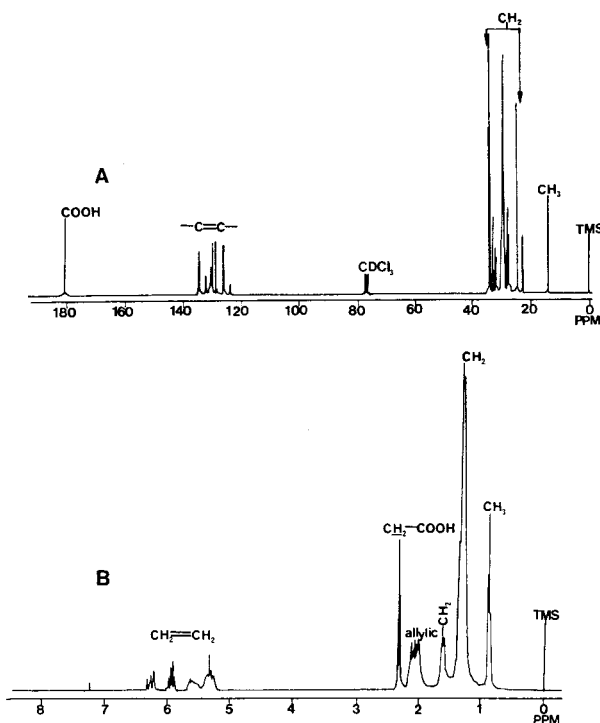 CH2
A
COOH
—C=C—
CDCl3
CH3
TMS
180 160 140 120 100 80 60 40 20 0
PPM
CH2
CH2—COOH
CH3
B
CH2=CH2
allylic
CH2
TMS
8 7 6 5 4 3 2 1 0
PPM